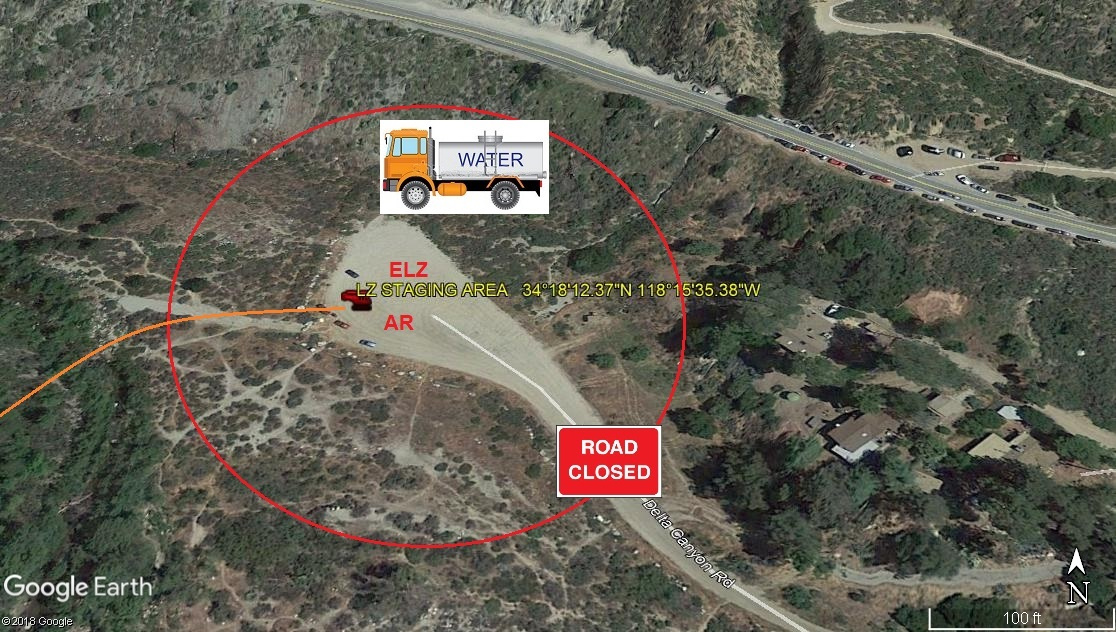 WATER
ELZ
LZ STAGING AREA 34°18'12.37"N 118°15'35.38"W
AR
ROAD
CLOSED
Delta Canyon Rd
Google Earth
©2018 Google
N
100 ft